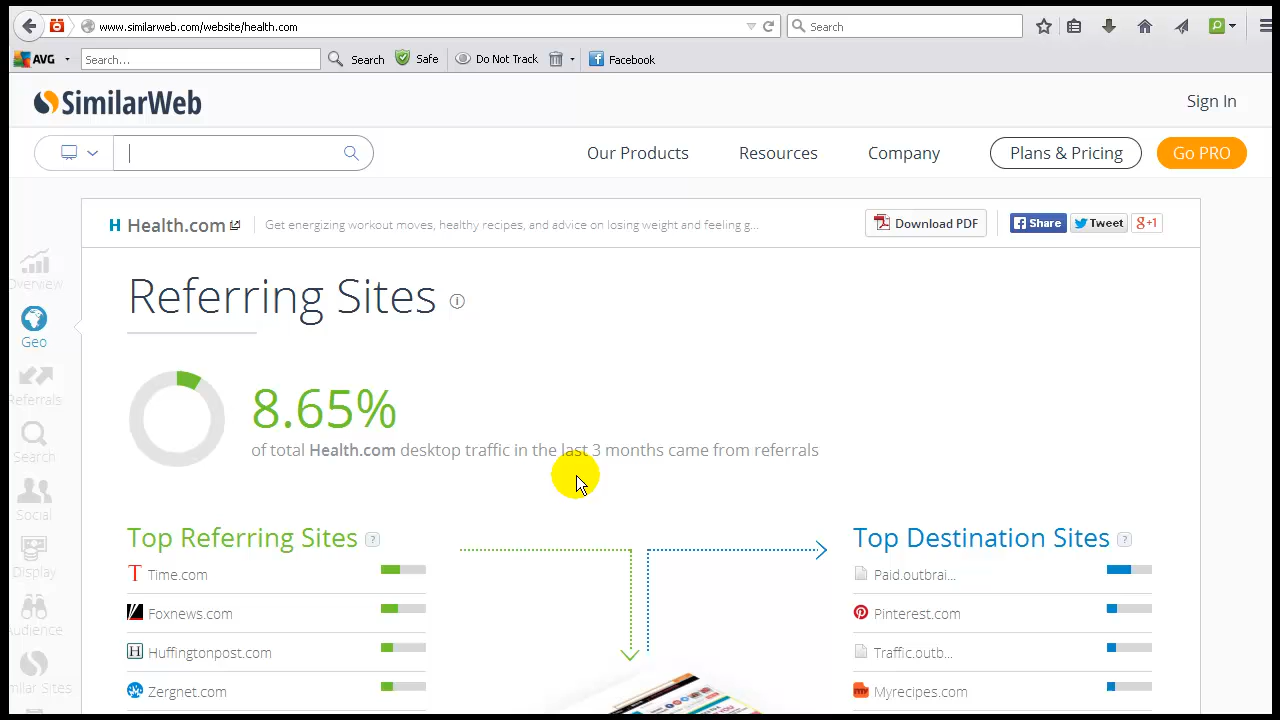 www.similarweb.com/website/health.com
Search
AVG
Search...
Search
Safe
Do Not Track
Facebook
SimilarWeb
Sign In
Our Products
Resources
Company
Plans & Pricing
Go PRO
H Health.com
Get energizing workout moves, healthy recipes, and advice on losing weight and feeling g...
Download PDF
Share
Tweet
g+1
Overview
Geo
Referrals
Search
Social
Display
Audience
milar Sites
Referring Sites
8.65%
of total Health.com desktop traffic in the last 3 months came from referrals
Top Referring Sites ?
T Time.com
Foxnews.com
H Huffingtonpost.com
Zergnet.com
Top Destination Sites ?
Paid.outbrai...
Pinterest.com
Traffic.outb...
my Myrecipes.com